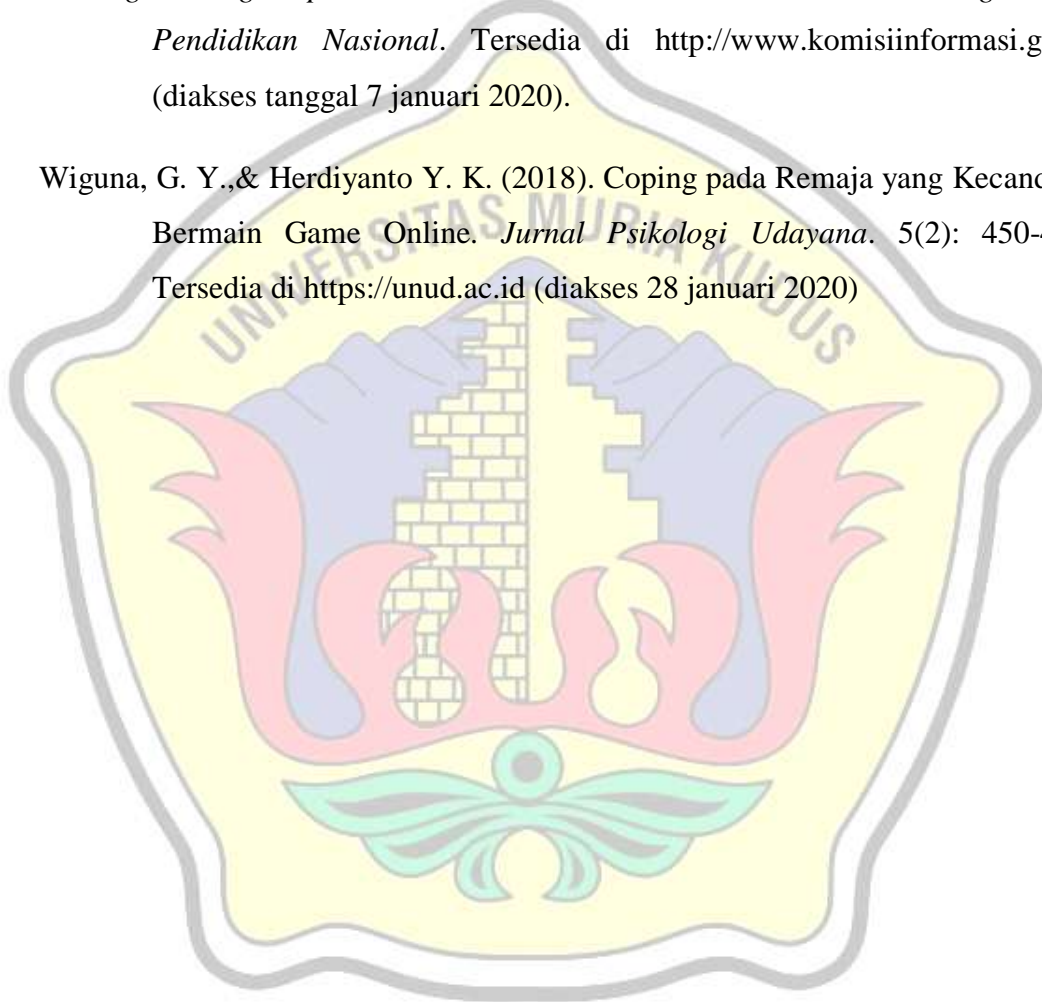 Pendidikan Nasional. Tersedia di http://www.komisiinformasi.g
(diakses tanggal 7 januari 2020).
Wiguna, G. Y.,& Herdiyanto Y. K. (2018). Coping pada Remaja yang
Bermain Game Online. Jurnal Psikologi Udayana. 5(2):
Tersedia di https://unud.ac.id (diakses 28 januari 2020)
UNIVERSITAS MURIA KUDUS